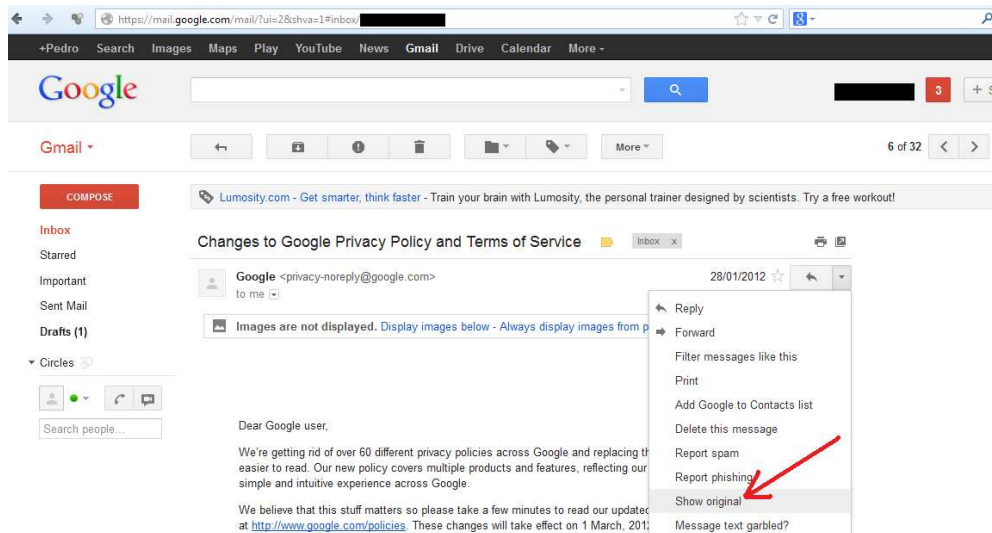 https://mail.google.com/mail/?ui=2&shva=1#inbox/
+Pedro Search Images Maps Play YouTube News Gmail Drive Calendar More
Google
3
Gmail
More
6 of 32
COMPOSE
Lumosity.com - Get smarter, think faster - Train your brain with Lumosity, the personal trainer designed by scientists. Try a free workout!
Inbox
Starred
Important
Sent Mail
Drafts (1)
Circles
Search people...
Changes to Google Privacy Policy and Terms of Service Inbox x
Google <privacy-noreply@google.com> 28/01/2012
to me
Images are not displayed. Display images below - Always display images from p
Dear Google user,
We're getting rid of over 60 different privacy policies across Google and replacing th
easier to read. Our new policy covers multiple products and features, reflecting our
simple and intuitive experience across Google.
We believe that this stuff matters so please take a few minutes to read our updated
at http://www.google.com/policies. These changes will take effect on 1 March, 2012
Reply
Forward
Filter messages like this
Print
Add Google to Contacts list
Delete this message
Report spam
Report phishing
Show original
Message text garbled?